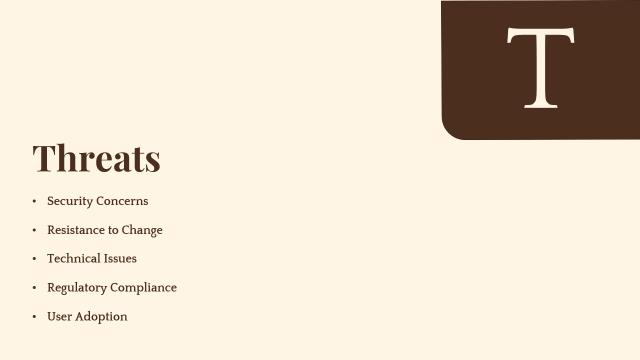 T
Threats
• Security Concerns
• Resistance to Change
• Technical Issues
• Regulatory Compliance
• User Adoption